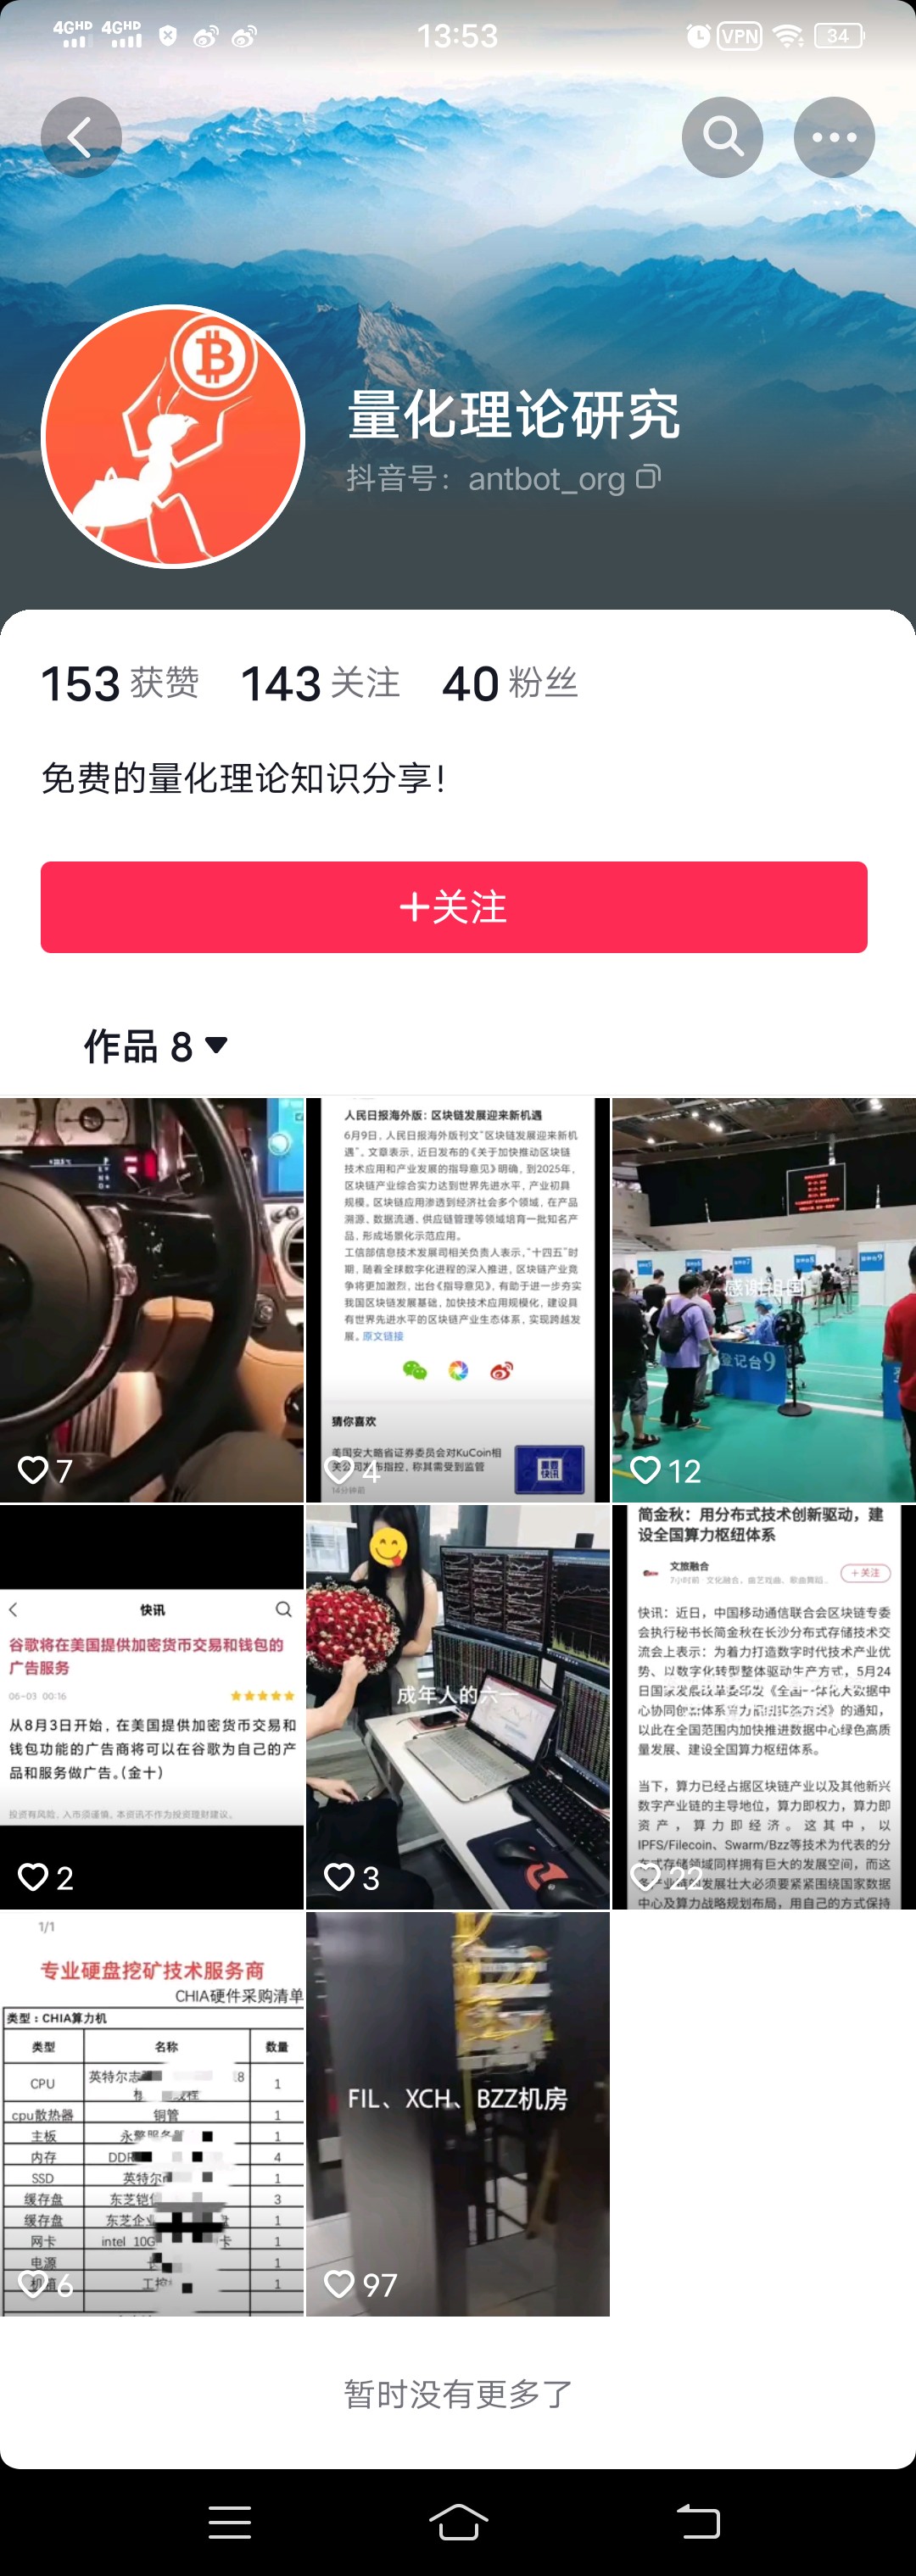 4GHD 4GHD 13:53 VPN 34
量化理论研究
抖音号：antbot_org
153 获赞 143 关注 40 粉丝
免费的量化理论知识分享！
+关注
作品 8
人民日报海外版：区块链发展迎来新机遇
6月9日，人民日报海外版刊文“区块链发展迎来新机
遇”。文章表示，近日发布的《关于加快推动区块链
技术应用和产业发展的指导意见》明确，到2025年，
区块链产业综合实力达到世界先进水平，产业初具
规模。区块链应用渗透到经济社会多个领域，在产品
溯源、数据流通、供应链管理等领域培育一批知名产
品，形成场景化示范应用。
工信部信息技术发展司相关负责人表示，“十四五”时
期，随着全球数字化进程的深入推进，区块链产业竞
争将更加激烈，出台《指导意见》，有助于进一步夯实
我国区块链发展基础，加快技术应用规模化，建设具
有世界先进水平的区块链产业生态体系，实现跨越发
展。原文链接
猜你喜欢
美国安大略省证券委员会对KuCoin相
关公司发布指控，称其需受到监管
14分钟前
快讯
感谢祖国
登记台9
7
4
12
快讯
谷歌将在美国提供加密货币交易和钱包的
广告服务
06-03 00:16
从8月3日开始，在美国提供加密货币交易和
钱包功能的广告商将可以在谷歌为自己的产
品和服务做广告。(金十)
投资有风险，入市须谨慎，本资讯不作为投资理财建议。
2
成年人的六一
3
简金秋：用分布式技术创新驱动，建
设全国算力枢纽体系
文旅融合
7小时前 文化融合，曲艺戏曲、歌曲舞蹈...
+关注
快讯：近日，中国移动通信联合会区块链专委
会执行秘书长简金秋在长沙分布式存储技术交
流会上表示：为着力打造数字时代技术产业优
势、以数字化转型整体驱动生产方式，5月24
日国家发展改革委发改《全国一体化大数据中
心协同创新体系算力枢纽实施方案》的通知，
以此在全国范围内加快推进数据中心绿色高质
量发展、建设全国算力枢纽体系。
当下，算力已经占据区块链产业以及其他新兴
数字产业链的主导地位，算力即权力，算力即
资产，算力即经济。这其中，以
IPFS/Filecoin、Swarm/Bzz等技术为代表的分
布式存储领域同样拥有巨大的发展空间，而这
条产业链的发展壮大必须要紧紧围绕国家数据
中心及算力战略规划布局，用自己的方式保持
22
1/1
专业硬盘挖矿技术服务商
CHIA硬件采购清单
类型：CHIA算力机
类型 名称 数量
CPU 英特尔志 8 1
cpu散热器 铜管 1
主板 1
内存 DDR 4
SSD 英特尔 1
缓存盘 东芝铠 3
缓存盘 东芝企业 1
网卡 intel 10G 卡 1
电源 1
机箱 工控 1
6
FIL、XCH、BZZ机房
97
暂时没有更多了